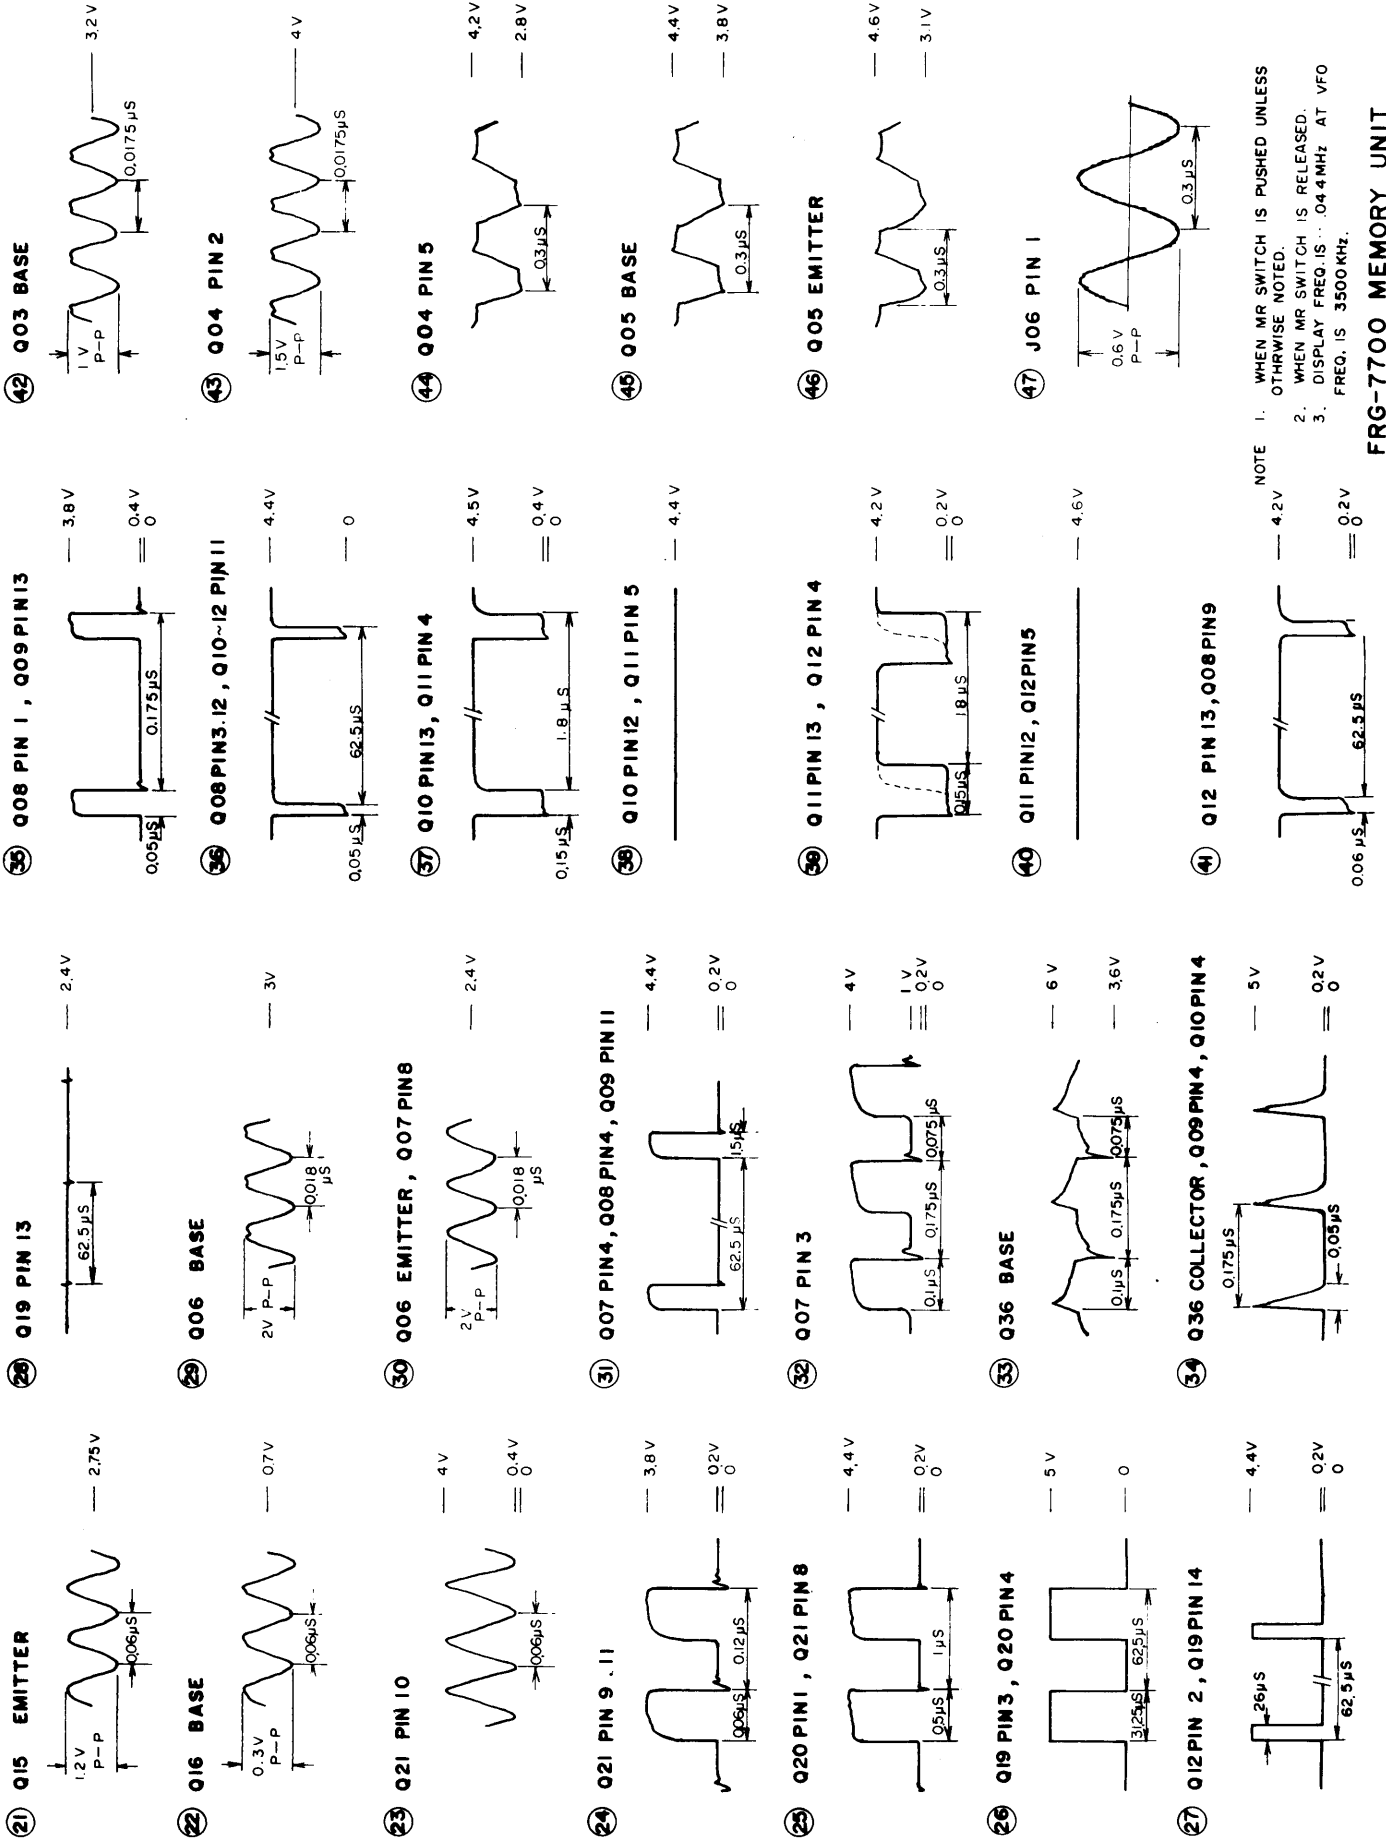 21 Q15 EMITTER
1.2V
P-P
0.06µS
2.75V
22 Q16 BASE
0.3V
P-P
0.06µS
0.7V
23 Q21 PIN 10
0.06µS
4V
0.4V
0
24 Q21 PIN 9 . 11
0.06µS
0.12µS
3.8V
0.2V
0
25 Q20 PIN 1, Q21 PIN 8
0.5µS
1µS
4.4V
0.2V
0
26 Q19 PIN 3, Q20 PIN 4
31.25µS
62.5µS
5V
0
27 Q12 PIN 2, Q19 PIN 14
26µS
62.5µS
4.4V
0.2V
0
28 Q19 PIN 13
62.5µS
2.4V
29 Q06 BASE
2V P-P
0.018
µS
3V
30 Q06 EMITTER, Q07 PIN 8
2V
P-P
0.018
µS
2.4V
31 Q07 PIN 4, Q08 PIN 4, Q09 PIN 11
62.5µS
1.5µS
4.4V
0.2V
0
32 Q07 PIN 3
0.1µS
0.175µS
0.075µS
4V
1V
0.2V
0
33 Q36 BASE
0.1µS
0.175µS
0.075µS
6V
3.6V
34 Q36 COLLECTOR, Q09 PIN 4, Q10 PIN 4
0.175µS
0.05µS
5V
0.2V
0
35 Q08 PIN 1, Q09 PIN 13
0.05µS
0.175µS
3.8V
0.4V
0
36 Q08 PIN 3.12, Q10~12 PIN 11
0.05µS
62.5µS
4.4V
0
37 Q10 PIN 13, Q11 PIN 4
0.15µS
1.8µS
4.5V
0.4V
0
38 Q10 PIN 12, Q11 PIN 5
4.4V
39 Q11 PIN 13, Q12 PIN 4
0.15µS
18µS
4.2V
0.2V
0
40 Q11 PIN 12, Q12 PIN 5
4.6V
41 Q12 PIN 13, Q08 PIN 9
0.06µS
62.5µS
4.2V
0.2V
0
42 Q03 BASE
1V
P-P
0.0175µS
3.2V
43 Q04 PIN 2
1.5V
P-P
0.0175µS
4V
44 Q04 PIN 5
0.3µS
4.2V
2.8V
45 Q05 BASE
0.3µS
4.4V
3.8V
46 Q05 EMITTER
0.3µS
4.6V
3.1V
47 J06 PIN 1
0.6V
P-P
0.3µS
NOTE 1. WHEN MR SWITCH IS PUSHED UNLESS
OTHRWISE NOTED.
2. WHEN MR SWITCH IS RELEASED.
3. DISPLAY FREQ. IS · · .044MHz AT VFO
FREQ. IS 3500KHz.
FRG-7700 MEMORY UNIT